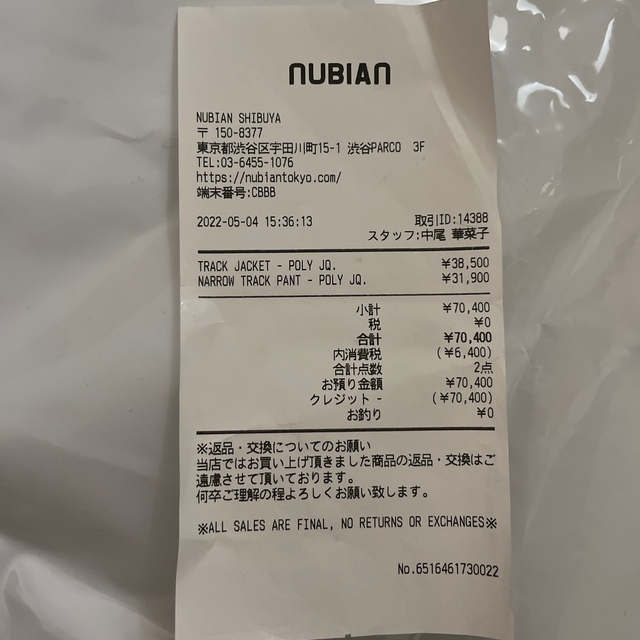 NUBIAN
NUBIAN SHIBUYA
〒 150-8377
東京都渋谷区宇田川町15-1 渋谷PARCO 3F
TEL:03-6455-1076
https://nubiantokyo.com/
端末番号:CBBB
2022-05-04 15:36:13 取引ID:14388
スタッフ:中尾 華菜子
TRACK JACKET - POLY JQ. ¥38,500
NARROW TRACK PANT - POLY JQ. ¥31,900
小計 ¥70,400
税 ¥0
合計 ¥70,400
内消費税 (¥6,400)
合計点数 2点
お預り金額 ¥70,400
クレジット - (¥70,400)
お釣り ¥0
※返品・交換についてのお願い
当店ではお買い上げ頂きました商品の返品・交換はご
遠慮させて頂いております。
何卒ご理解の程よろしくお願い致します。
※ALL SALES ARE FINAL, NO RETURNS OR EXCHANGES※
No.6516461730022